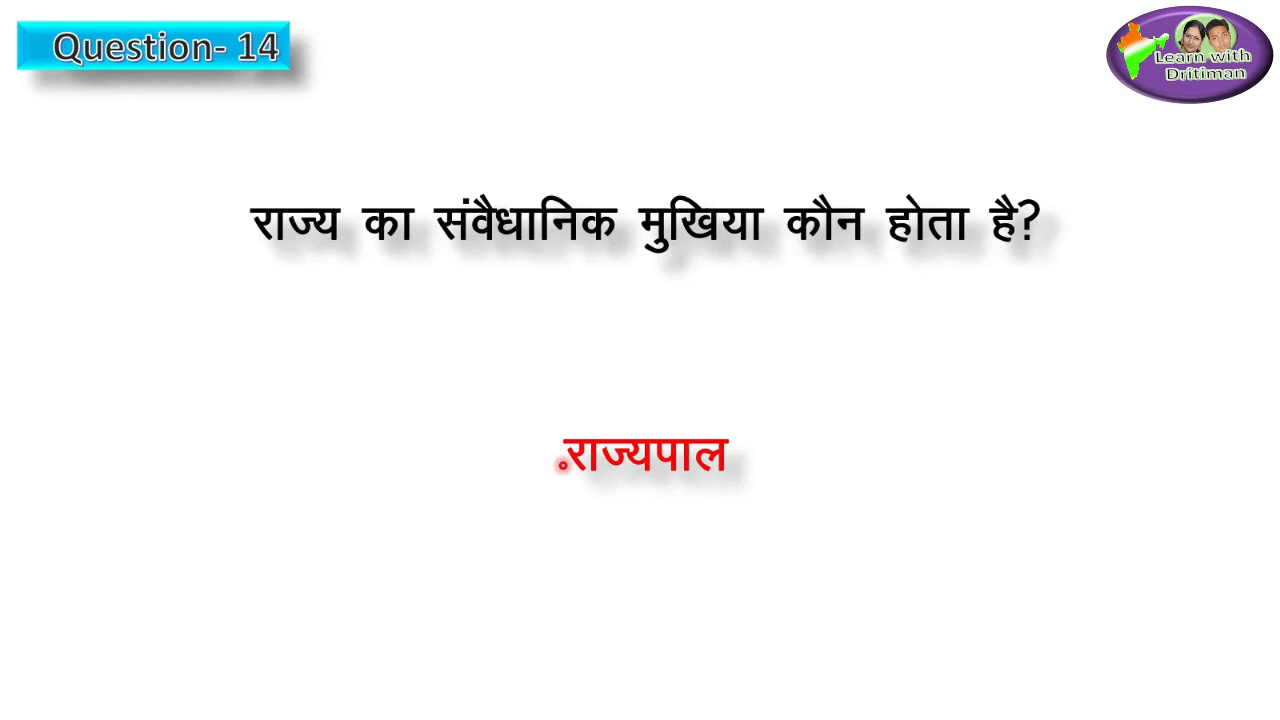 Question- 14
Learn with
Dritiman
राज्य का संवैधानिक मुखिया कौन होता है?
राज्यपाल